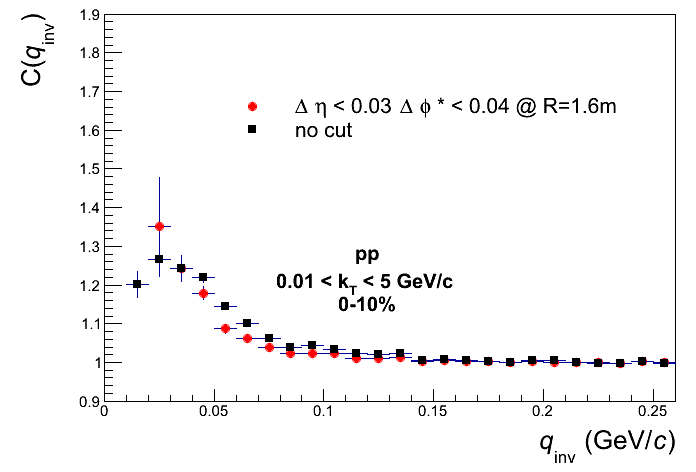 C(q_inv)
1.9
1.8
1.7
1.6
1.5
1.4
1.3
1.2
1.1
1
0.9
Δ η < 0.03 Δ ϕ * < 0.04 @ R=1.6m
no cut
pp
0.01 < k_T < 5 GeV/c
0-10%
0 0.05 0.1 0.15 0.2 0.25
q_inv (GeV/c)